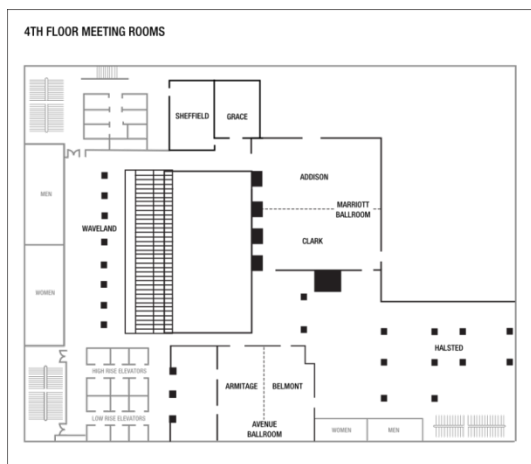 4TH FLOOR MEETING ROOMS
SHEFFIELD
GRACE
ADDISON
MEN
MARRIOTT
BALLROOM
WAVELAND
CLARK
WOMEN
HALSTED
HIGH RISE ELEVATORS
ARMITAGE
BELMONT
LOW RISE ELEVATORS
AVENUE
BALLROOM
WOMEN
MEN